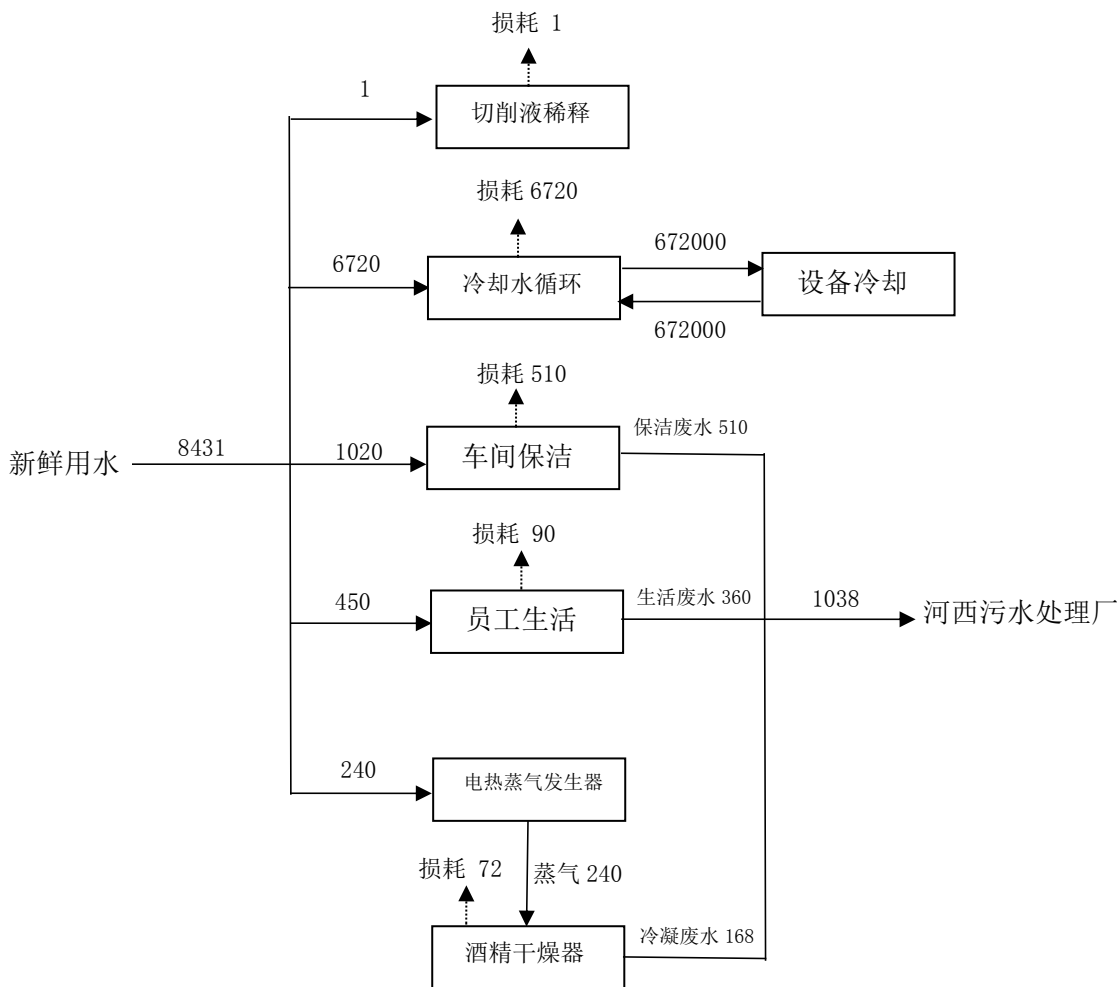 损耗 1
1
切削液稀释
损耗 6720
6720
冷却水循环
672000
设备冷却
672000
损耗 510
新鲜用水
8431
1020
车间保洁
保洁废水 510
损耗 90
450
员工生活
生活废水 360
1038
河西污水处理厂
240
电热蒸气发生器
损耗 72
蒸气 240
酒精干燥器
冷凝废水 168